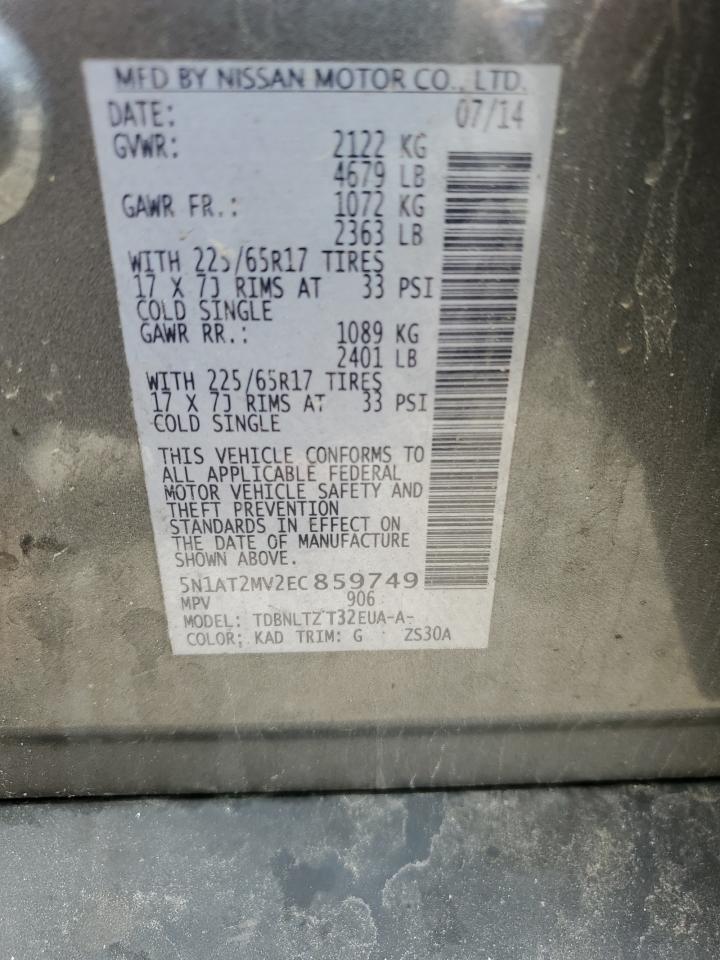 MFD BY NISSAN MOTOR CO., LTD.
DATE: 07/14
GVWR: 2122 KG
4679 LB
GAWR FR.: 1072 KG
2363 LB
WITH 225/65R17 TIRES
17 X 7J RIMS AT 33 PSI
COLD SINGLE
GAWR RR.: 1089 KG
2401 LB
WITH 225/65R17 TIRES
17 X 7J RIMS AT 33 PSI
COLD SINGLE
THIS VEHICLE CONFORMS TO
ALL APPLICABLE FEDERAL
MOTOR VEHICLE SAFETY AND
THEFT PREVENTION
STANDARDS IN EFFECT ON
THE DATE OF MANUFACTURE
SHOWN ABOVE.
5N1AT2MV2EC859749
MPV 906
MODEL: TDBNLTZ T32EUA-A-
COLOR: KAD TRIM: G ZS30A